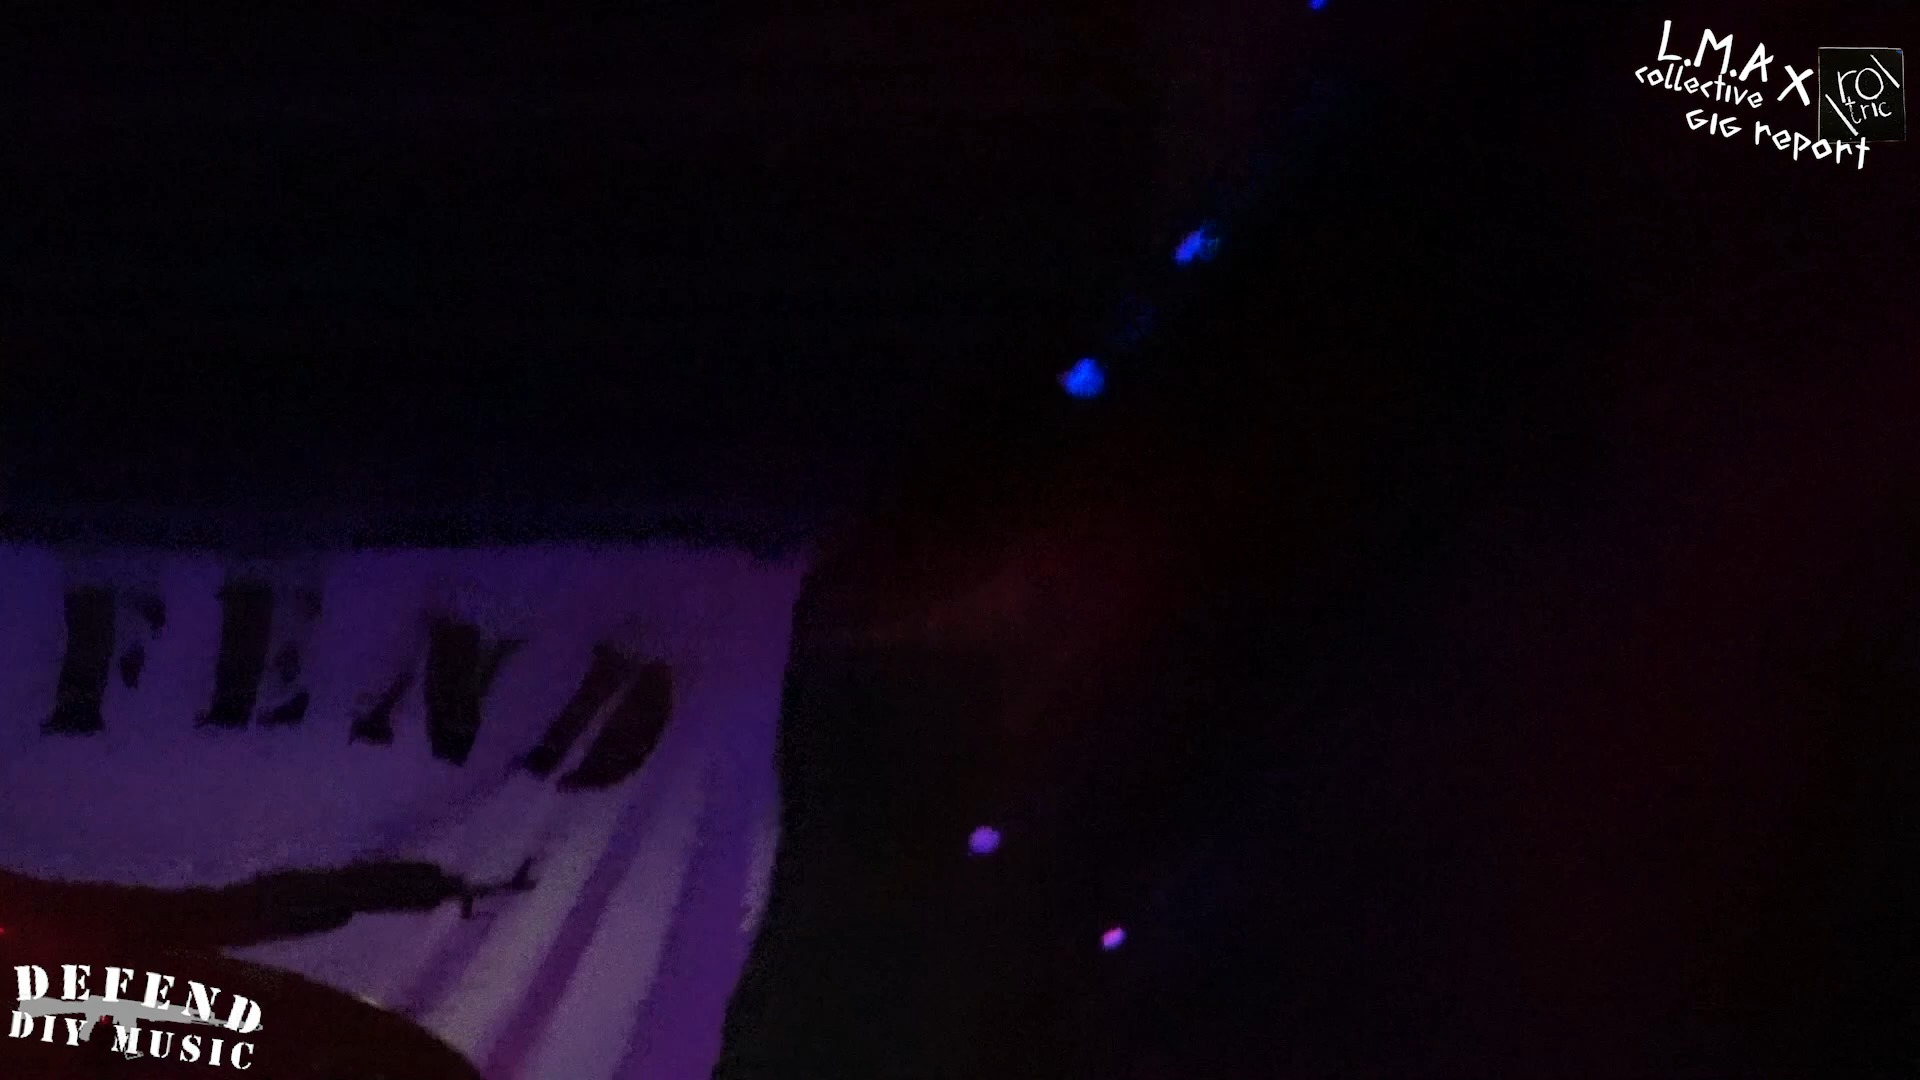 L.M.A X
collective
\ro\
tric
GIG report
FEND
DEFEND
DIY MUSIC